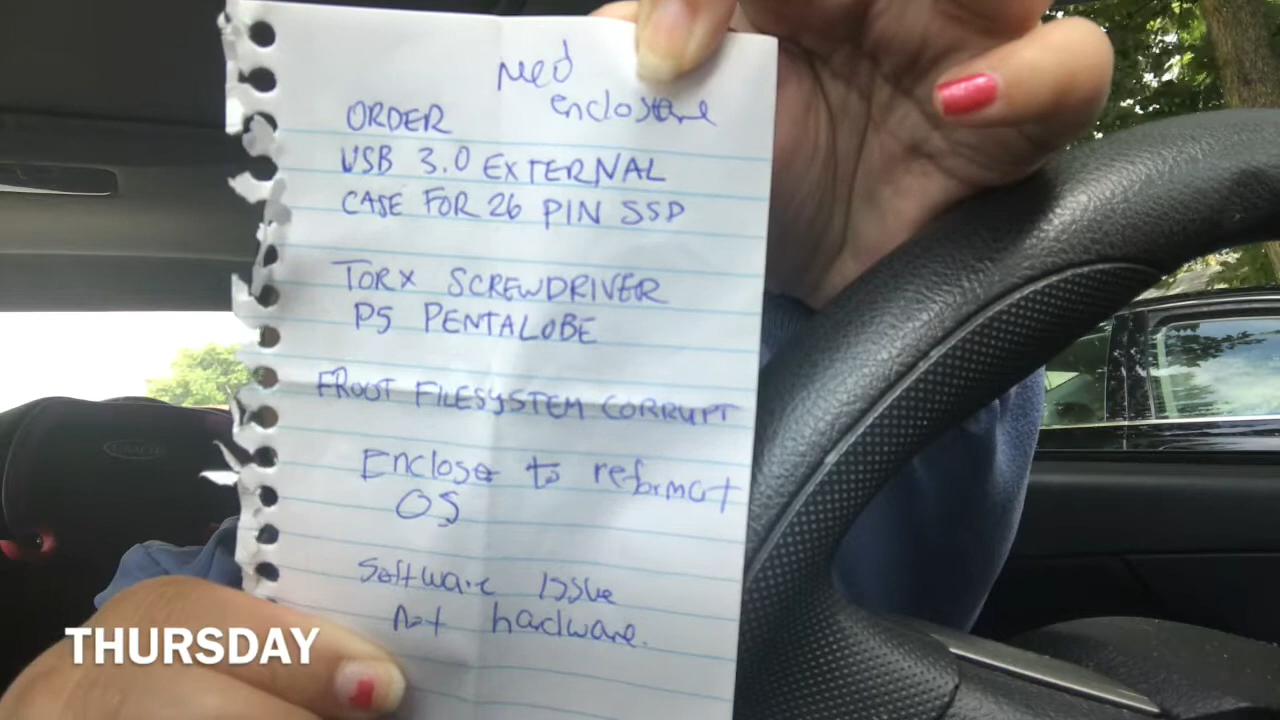 Need
enclosure
ORDER
USB 3.0 EXTERNAL
CASE FOR 26 PIN SSD
TORX SCREWDRIVER
P5 PENTALOBE
FROOT FILESYSTEM CORRUPT
Enclose to reformat
OS
Software issue
not hardware.
THURSDAY